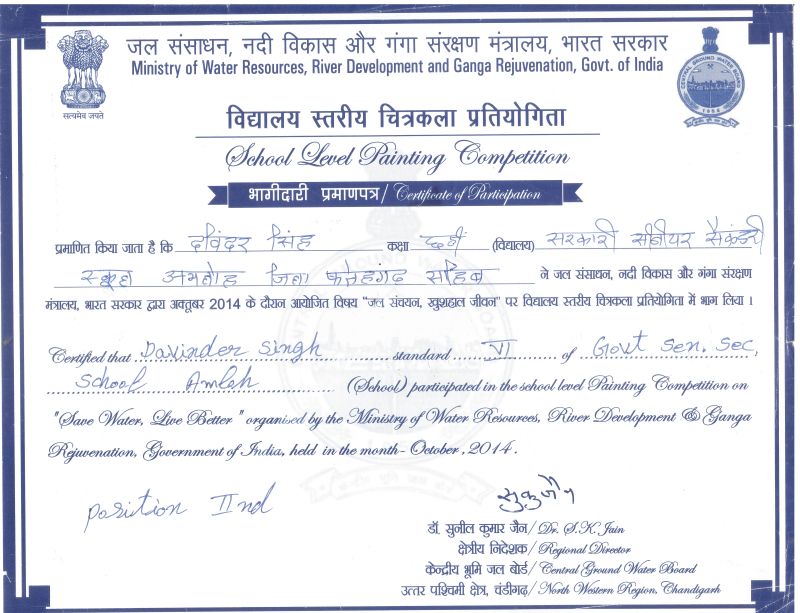 जल संसाधन, नदी विकास और गंगा संरक्षण मंत्रालय, भारत सरकार
Ministry of Water Resources, River Development and Ganga Rejuvenation, Govt. of India
सत्यमेव जयते
CENTRAL GROUND WATER BOARD
विद्यालय स्तरीय चित्रकला प्रतियोगिता
School Level Painting Competition
भागीदारी प्रमाणपत्र/ Certificate of Participation
प्रमाणित किया जाता है कि दविंदर सिंह कक्षा छठीं (विद्यालय) सरकारी सीनीयर सैकंडरी
स्कूल अमलोह जिला फतेहगढ़ साहिब ने जल संसाधन, नदी विकास और गंगा संरक्षण
मंत्रालय, भारत सरकार द्वारा अक्तूबर 2014 के दौरान आयोजित विषय "जल संचयन, खुशहाल जीवन" पर विद्यालय स्तरीय चित्रकला प्रतियोगिता में भाग लिया ।
Certified that Davinder Singh standard VI of Govt Sen. Sec,
School Amloh (School) participated in the school level Painting Competition on
"Save Water, Live Better" organised by the Ministry of Water Resources, River Development & Ganga
Rejuvenation, Government of India, held in the month- October, 2014.
position IInd
डॉ. सुनील कुमार जैन/ Dr. S.K. Jain
क्षेत्रीय निदेशक/ Regional Director
केन्द्रीय भूमि जल बोर्ड/ Central Ground Water Board
उत्तर पश्चिमी क्षेत्र, चंडीगढ़/ North Western Region, Chandigarh